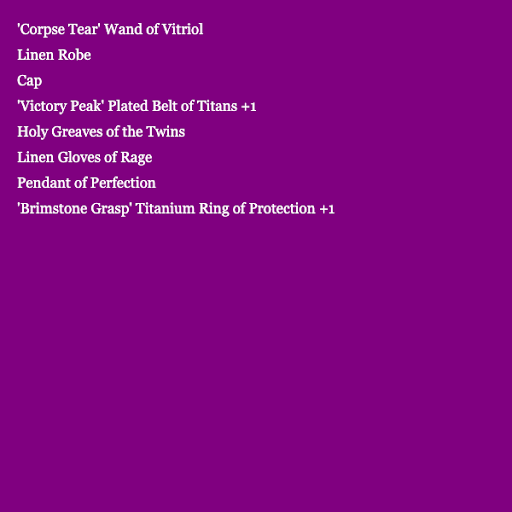 'Corpse Tear' Wand of Vitriol
Linen Robe
Cap
'Victory Peak' Plated Belt of Titans +1
Holy Greaves of the Twins
Linen Gloves of Rage
Pendant of Perfection
'Brimstone Grasp' Titanium Ring of Protection +1